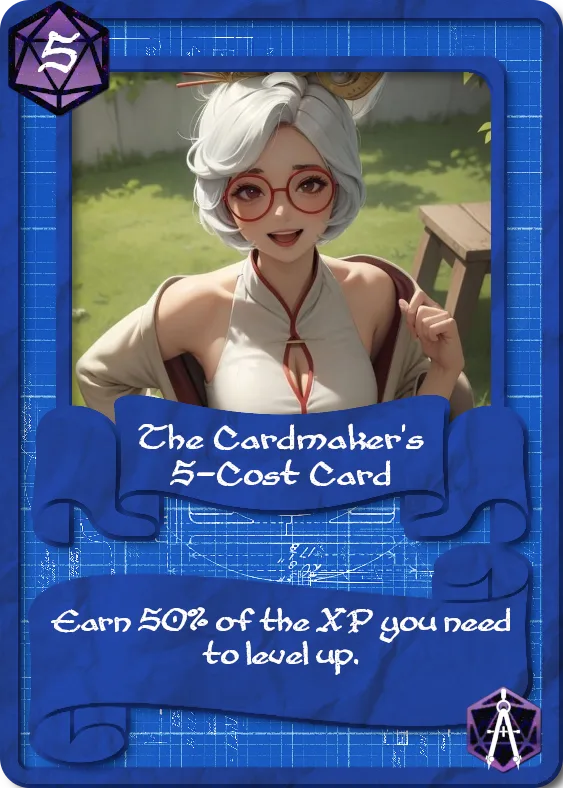 5
The Cardmaker's
5-Cost Card
Earn 50% of the XP you need
to level up.